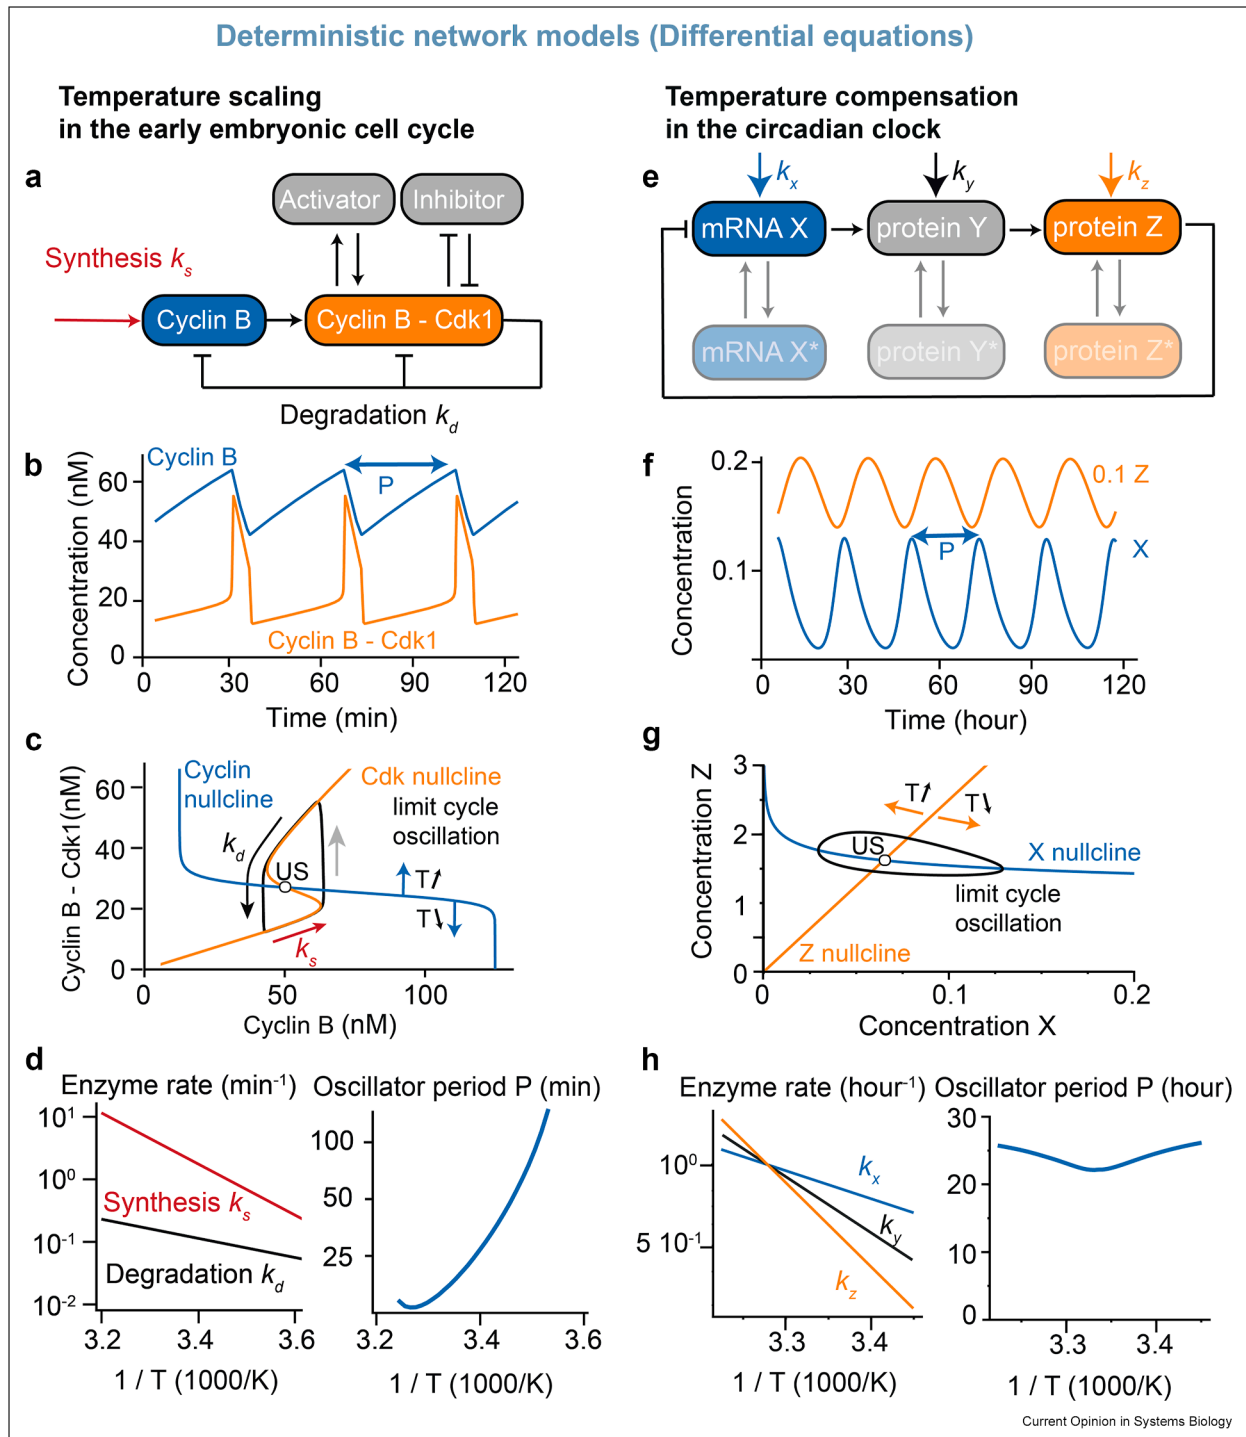 Deterministic network models (Differential equations)
Temperature scaling
in the early embryonic cell cycle
a
Activator
Inhibitor
Synthesis ks
Cyclin B
Cyclin B - Cdk1
Degradation kd
b
Concentration (nM)
60
40
20
0
Cyclin B
P
Cyclin B - Cdk1
0
30
60
90
120
Time (min)
c
Cyclin B - Cdk1(nM)
60
40
20
0
Cyclin
nullcline
Cdk nullcline
limit cycle
oscillation
kd
US
T
T
ks
0
50
100
Cyclin B (nM)
d
Enzyme rate (min-1)
10¹
10⁰
10-1
10-2
Synthesis ks
Degradation kd
3.2
3.4
3.6
1 / T (1000/K)
Oscillator period P (min)
100
50
25
3.2
3.4
3.6
1 / T (1000/K)
Temperature compensation
in the circadian clock
e
kx
ky
kz
mRNA X
protein Y
protein Z
mRNA X*
protein Y*
protein Z*
f
Concentration
0.2
0.1
0.1 Z
P
X
0
30
60
90
120
Time (hour)
g
Concentration Z
3
2
1
0
T
T
US
X nullcline
limit cycle
oscillation
Z nullcline
0
0.1
0.2
Concentration X
h
Enzyme rate (hour-1)
10⁰
5 10-1
kx
ky
kz
3.3
3.4
1 / T (1000/K)
Oscillator period P (hour)
30
20
10
0
3.3
3.4
1 / T (1000/K)
Current Opinion in Systems Biology